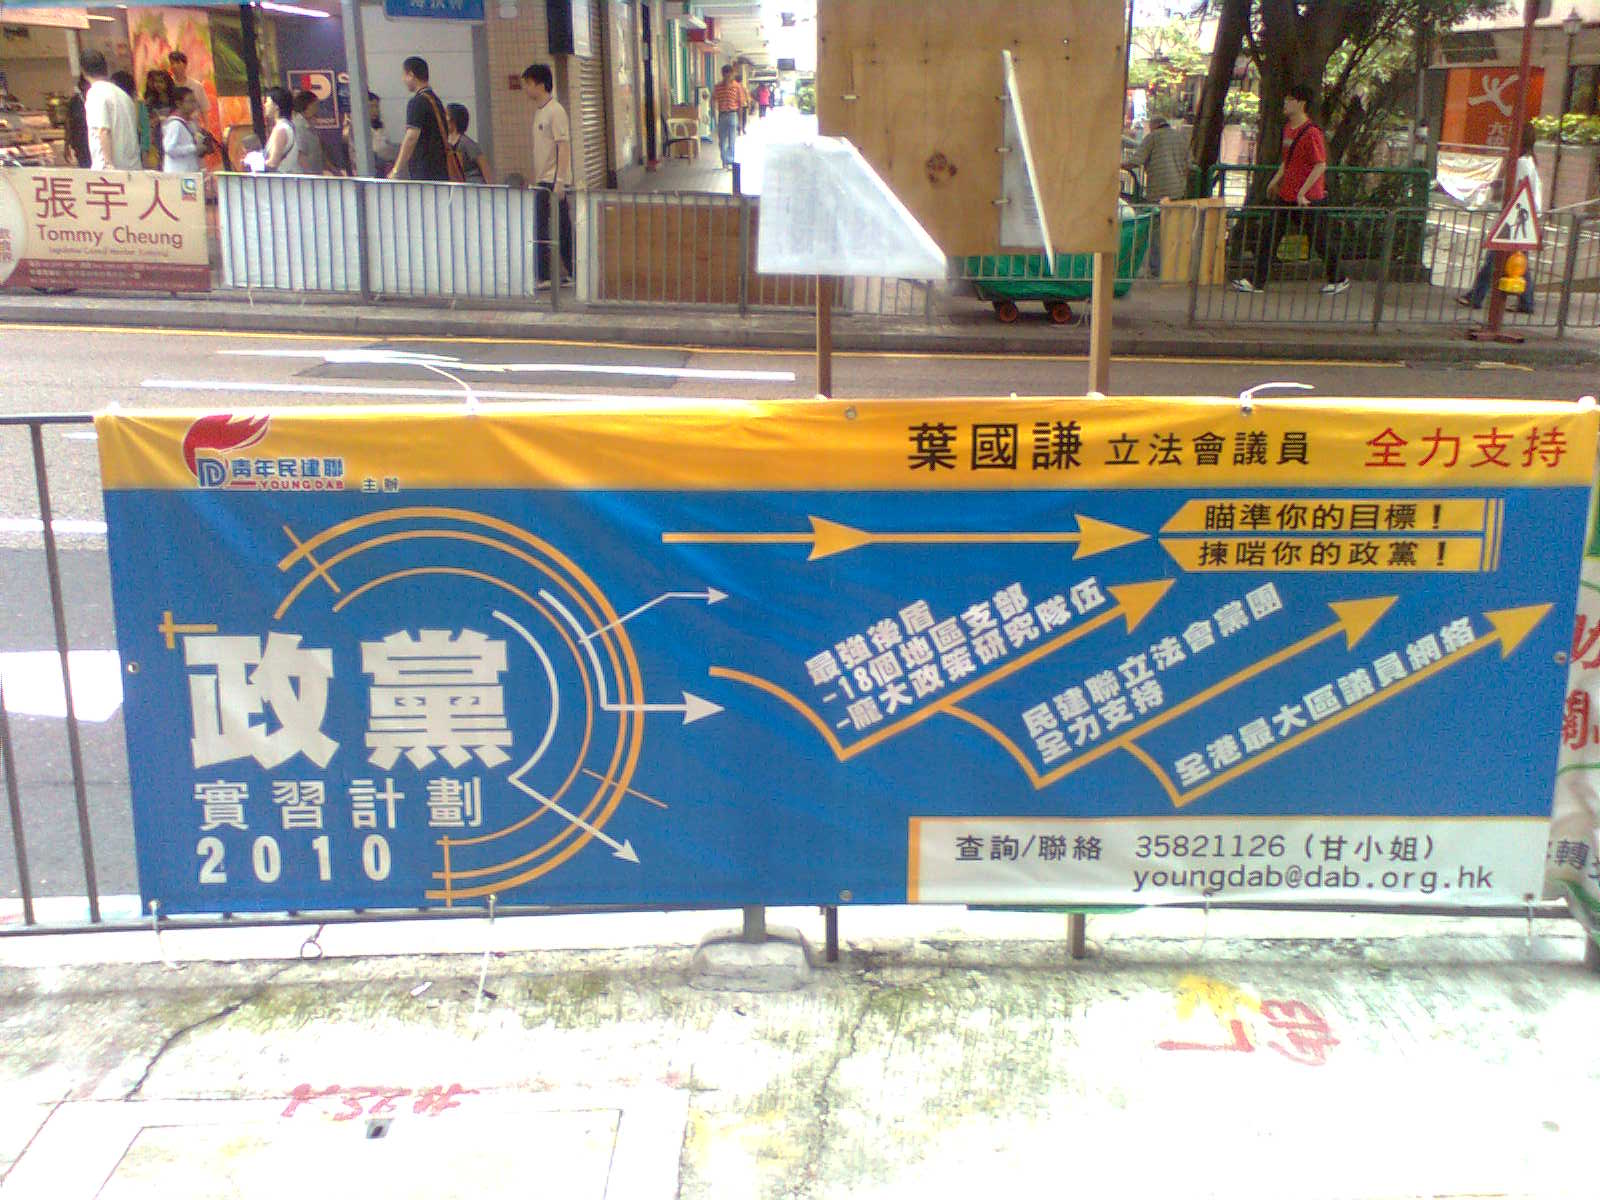 張宇人
Tommy Cheung
青年民建聯
YOUNG DAB
主辦
葉國謙 立法會議員 全力支持
瞄準你的目標！
揀啱你的政黨！
政黨
實習計劃
2010
最強後盾
-18個地區支部
-龐大政策研究隊伍
民建聯立法會黨團
全力支持
全港最大區議員網絡
查詢/聯絡 35821126 (甘小姐)
youngdab@dab.org.hk
轉